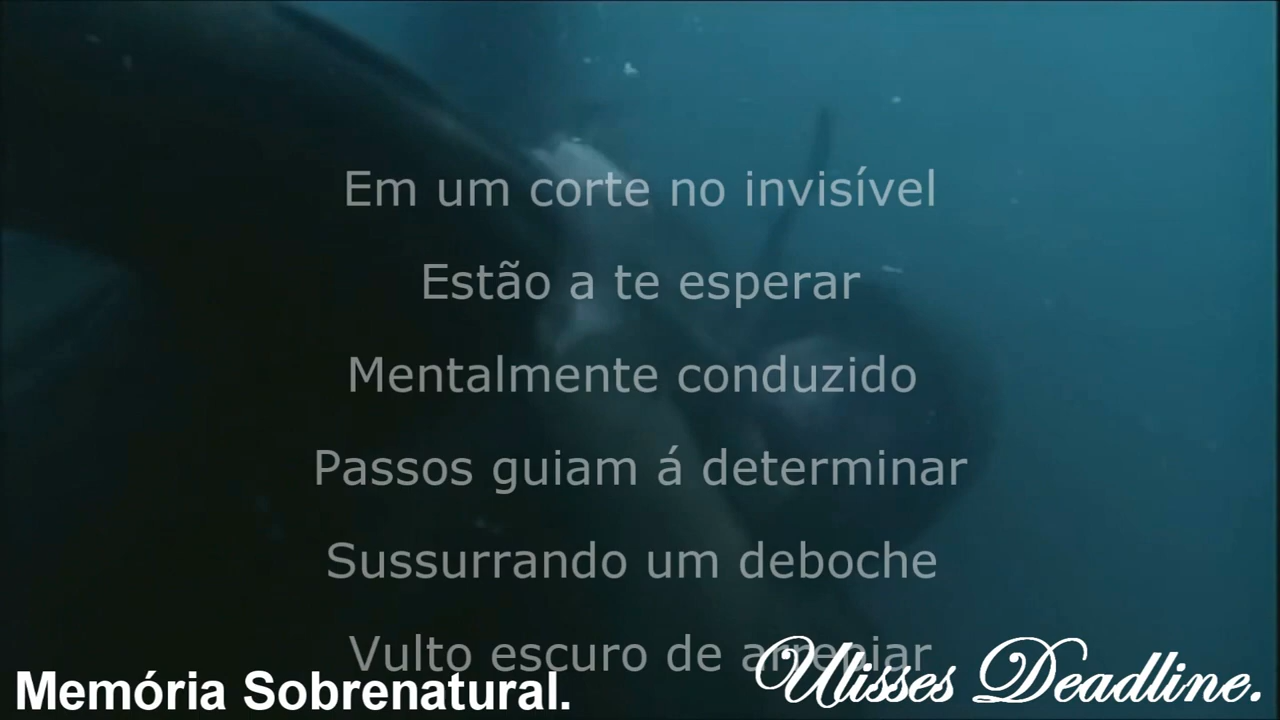 Em um corte no invisível
Estão a te esperar
Mentalmente conduzido
Passos guiam á determinar
Sussurrando um deboche
Vulto escuro de arrepiar
Memória Sobrenatural.
Ulisses Deadline.